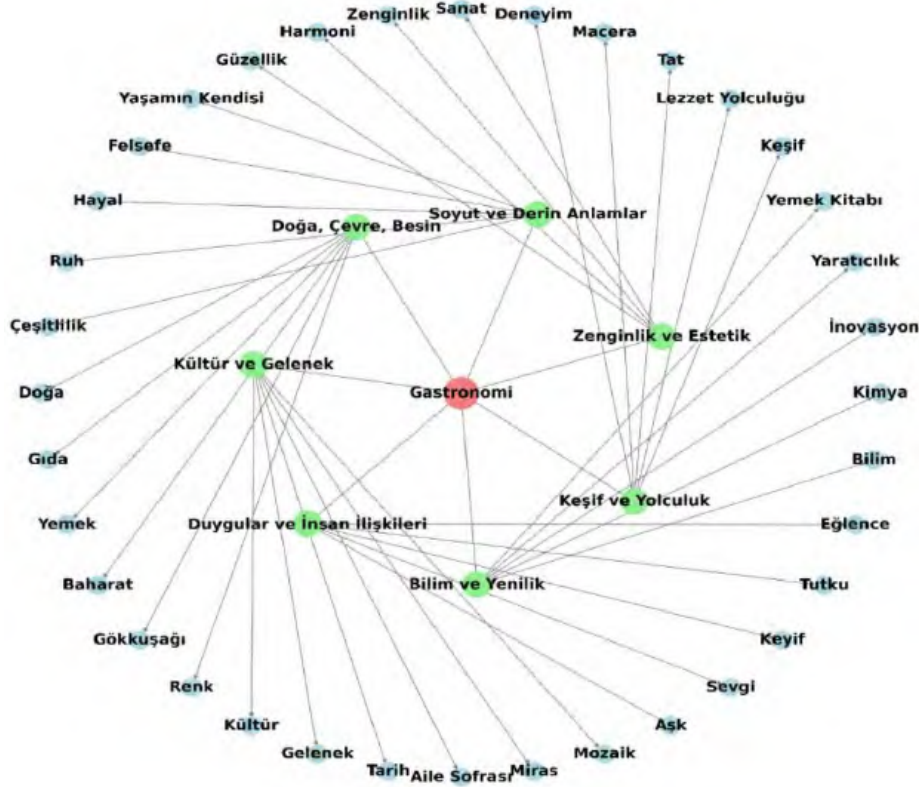 Zenginlik
Sanat
Deneyim
Harmoni
Macera
Güzellik
Tat
Yaşamın Kendisi
Lezzet Yolculuğu
Felsefe
Keşif
Hayal
Yemek Kitabı
Soyut ve Derin Anlamlar
Doğa, Çevre, Besin
Ruh
Yaratıcılık
Çeşitlilik
İnovasyon
Zenginlik ve Estetik
Kültür ve Gelenek
Doğa
Gastronomi
Kimya
Gıda
Bilim
Keşif ve Yolculuk
Yemek
Duygular ve İnsan İlişkileri
Eğlence
Baharat
Bilim ve Yenilik
Tutku
Gökkuşağı
Keyif
Renk
Sevgi
Kültür
Aşk
Gelenek
Mozaik
Tarih
Aile Sofrası
Miras